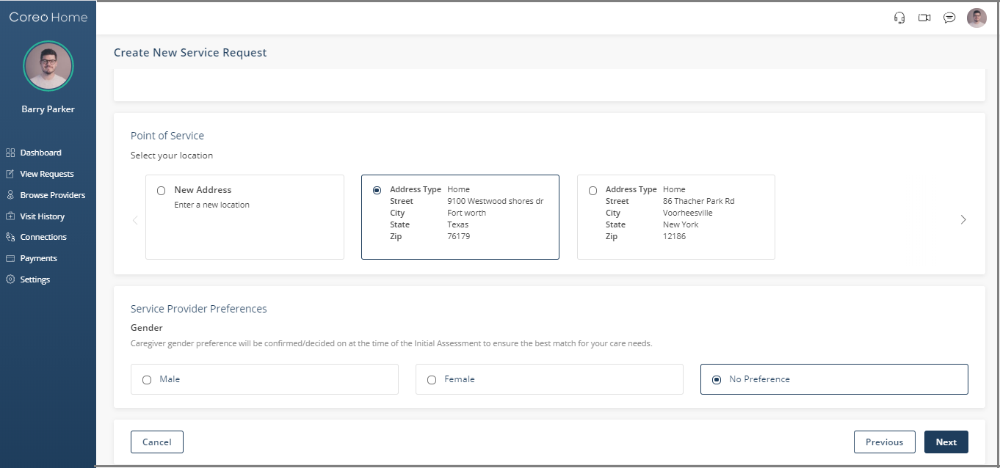 Coreo Home
Barry Parker
Dashboard
View Requests
Browse Providers
Visit History
Connections
Payments
Settings
Create New Service Request
Point of Service
Select your location
New Address
Enter a new location
Address Type Home
Street 9100 Westwood shores dr
City Fort worth
State Texas
Zip 76179
Address Type Home
Street 86 Thacher Park Rd
City Voorheesville
State New York
Zip 12186
Service Provider Preferences
Gender
Caregiver gender preference will be confirmed/decided on at the time of the Initial Assessment to ensure the best match for your care needs.
Male
Female
No Preference
Cancel
Previous
Next